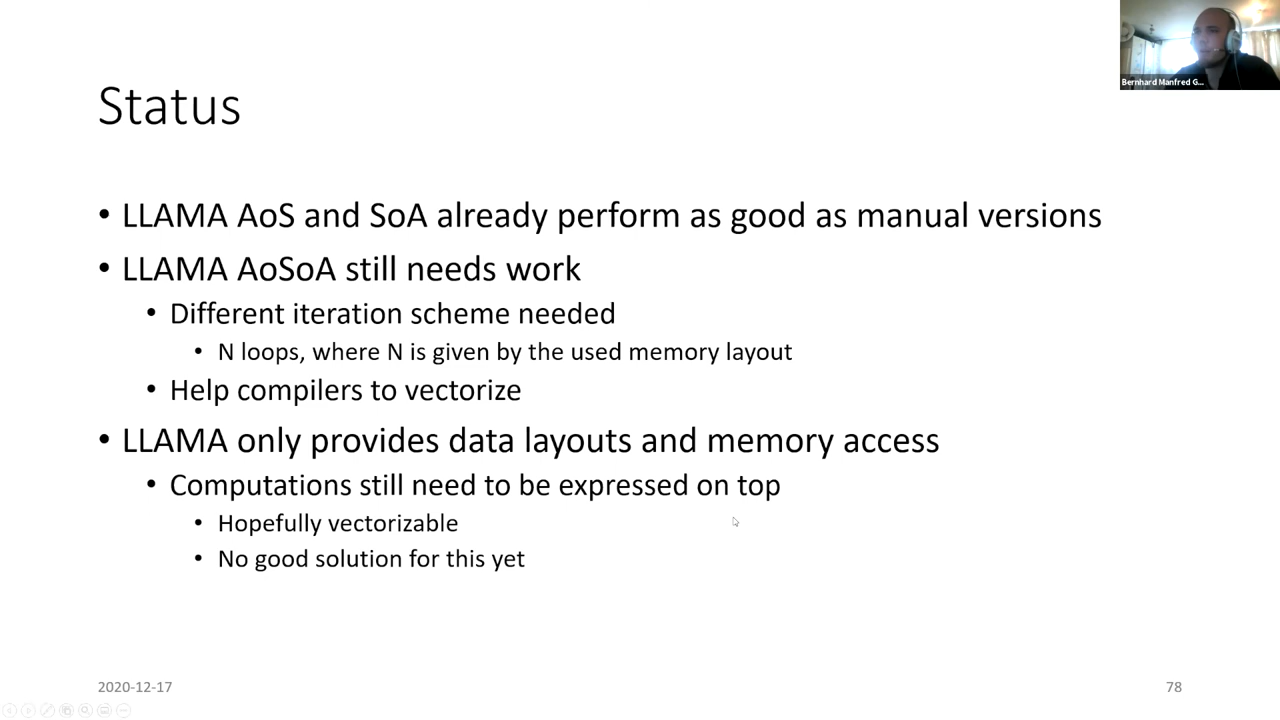 Bernhard Manfred G...
Status
• LLAMA AoS and SoA already perform as good as manual versions
• LLAMA AoSoA still needs work
• Different iteration scheme needed
• N loops, where N is given by the used memory layout
• Help compilers to vectorize
• LLAMA only provides data layouts and memory access
• Computations still need to be expressed on top
• Hopefully vectorizable
• No good solution for this yet
2020-12-17
78